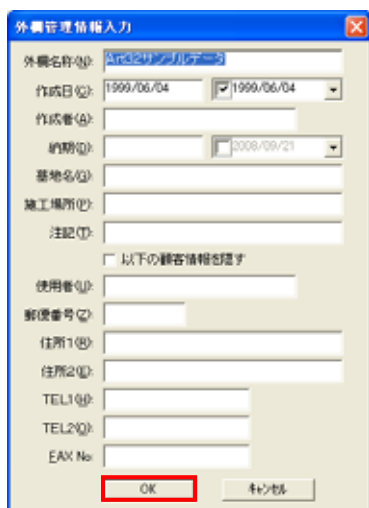 外欄管理情報入力
外欄名称(N): Arc32サンプルデータ
作成日(C): 1999/06/04 1999/06/04
作成者(A):
納期(D): 2008/09/21
墓地名(G):
施工場所(P):
注記(T):
以下の顧客情報を隠す
使用者(U):
郵便番号(Z):
住所1(R):
住所2(E):
TEL1(H):
TEL2(O):
FAX No:
OK キャンセル